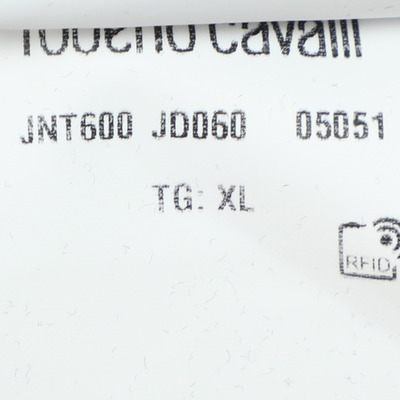 roberto cavalli
JNT600 JD060 05051
TG: XL
RFiD